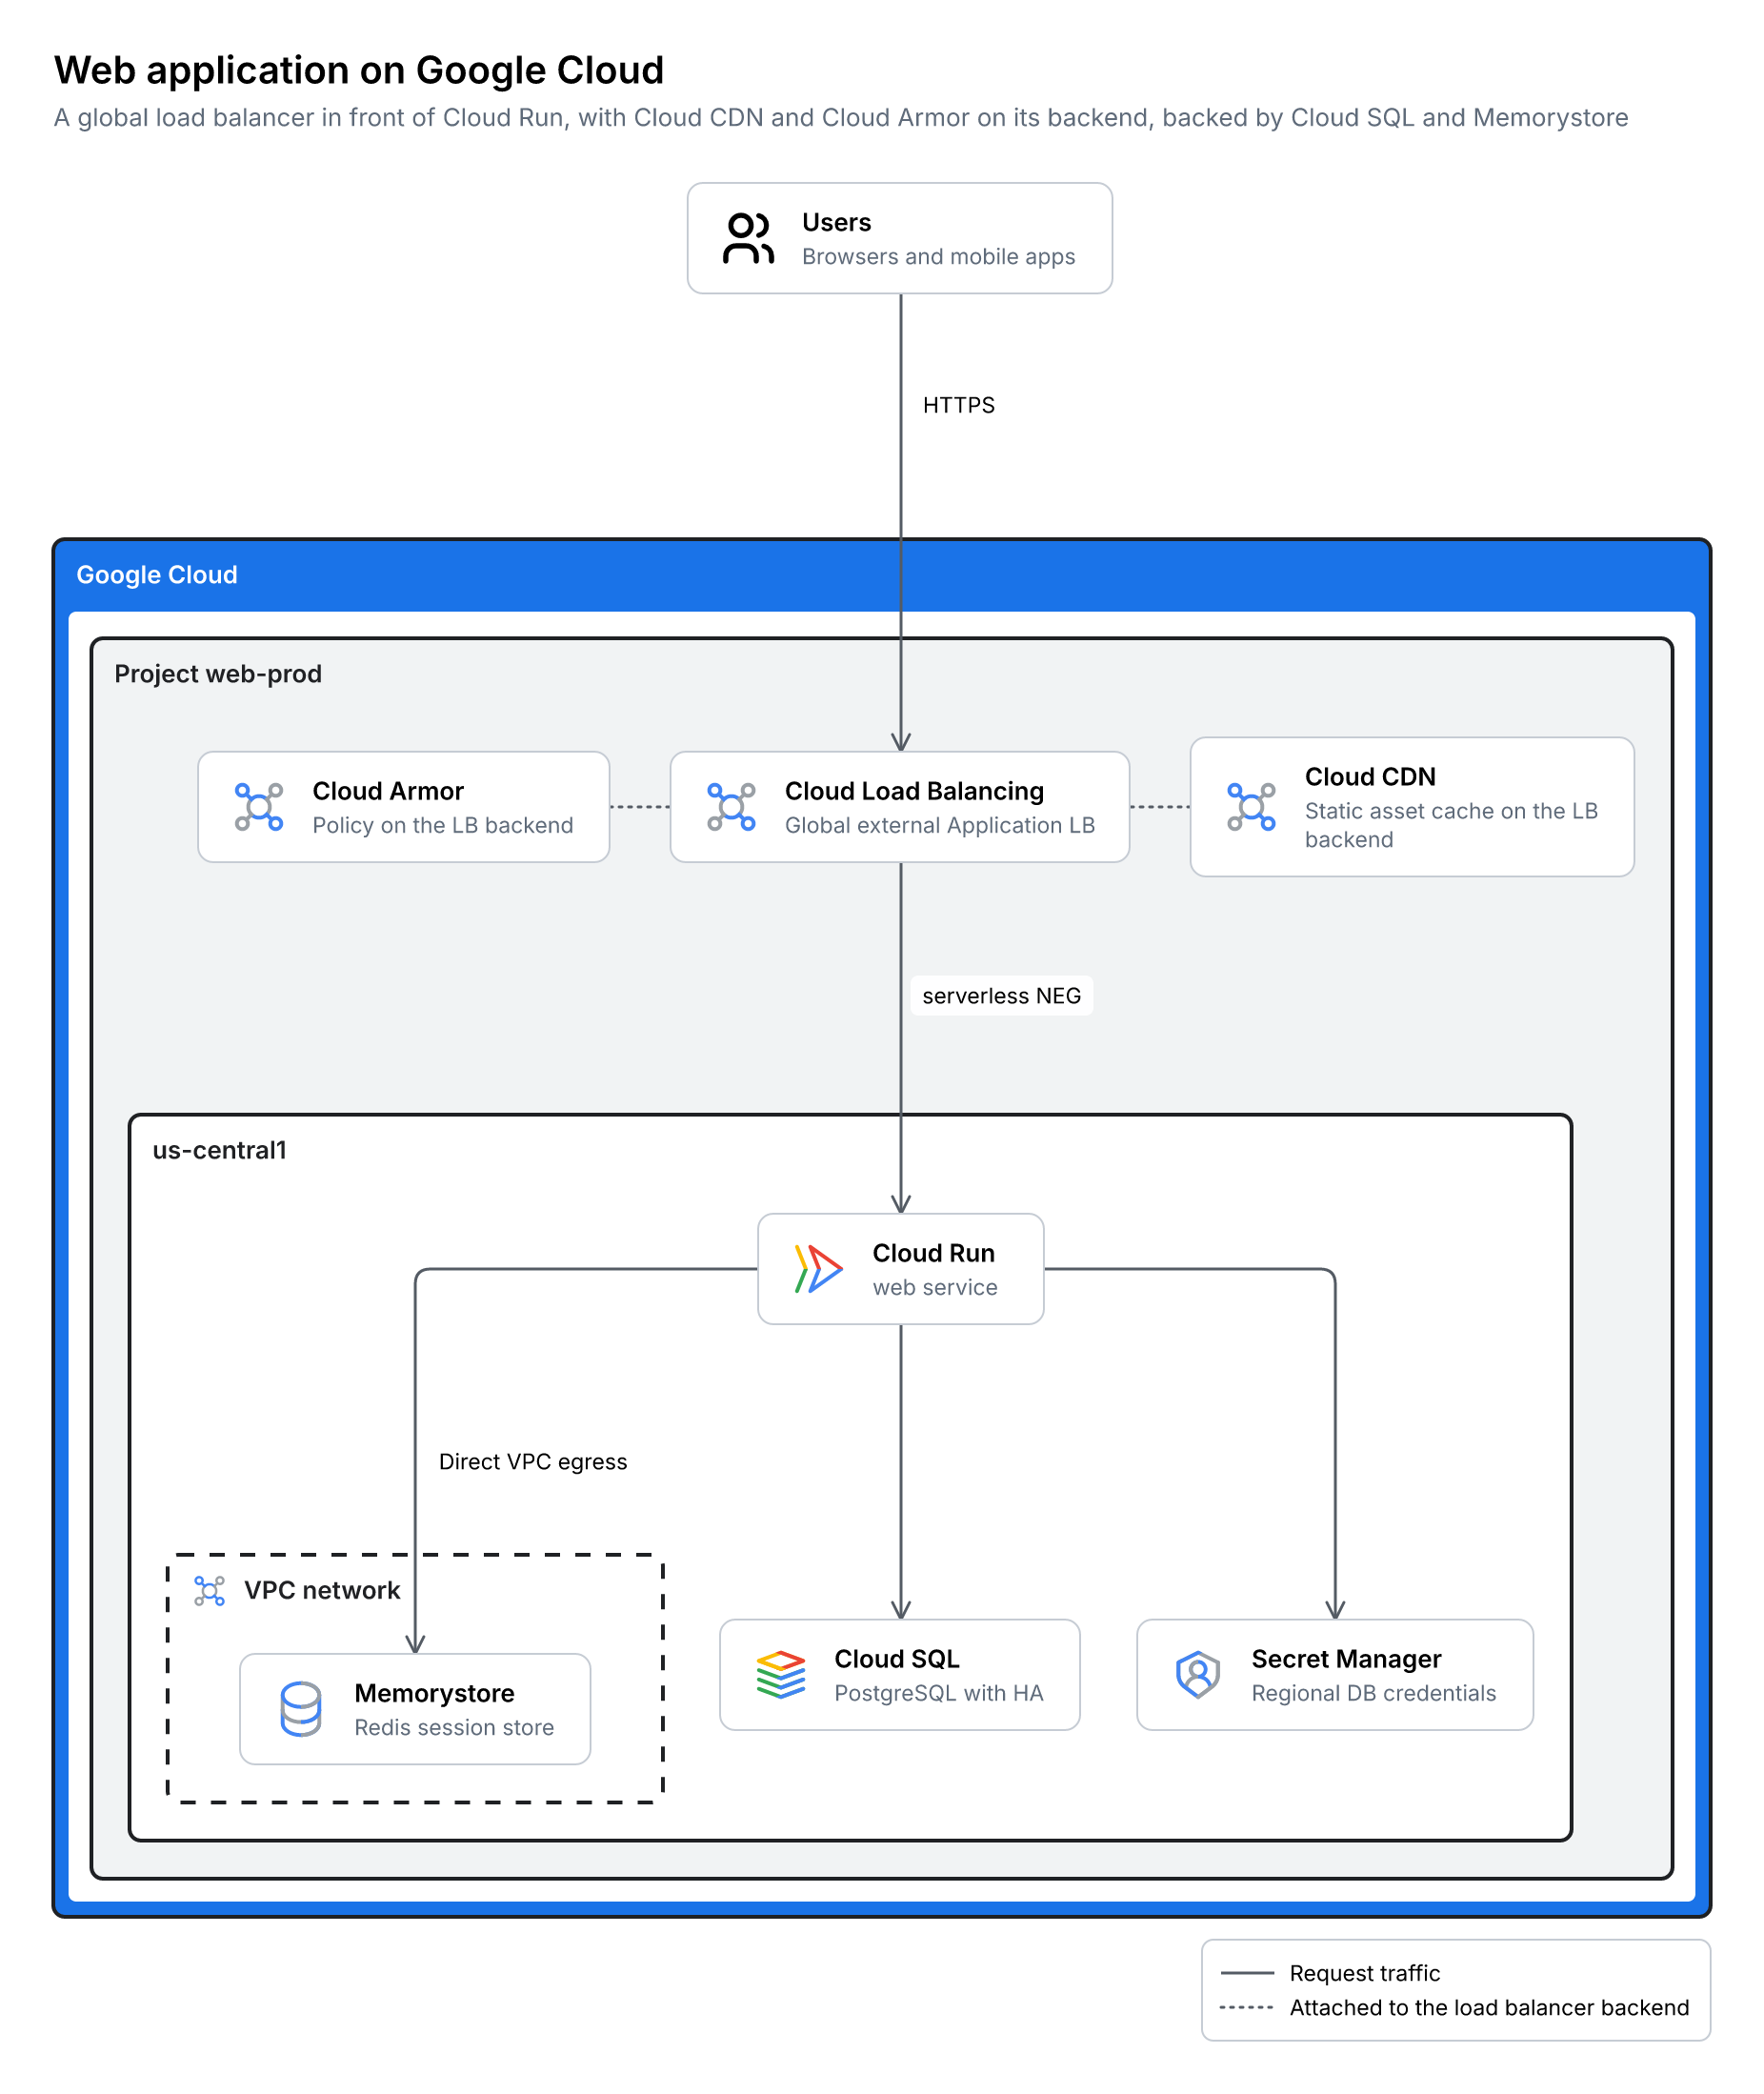 Web application on Google Cloud
A global load balancer in front of Cloud Run, with Cloud CDN and Cloud Armor on its backend, backed by Cloud SQL and Memorystore
Users
Browsers and mobile apps
HTTPS
Google Cloud
Project web-prod
Cloud Armor
Policy on the LB backend
Cloud Load Balancing
Global external Application LB
Cloud CDN
Static asset cache on the LB
backend
serverless NEG
us-central1
Cloud Run
web service
Direct VPC egress
VPC network
Memorystore
Redis session store
Cloud SQL
PostgreSQL with HA
Secret Manager
Regional DB credentials
Request traffic
Attached to the load balancer backend